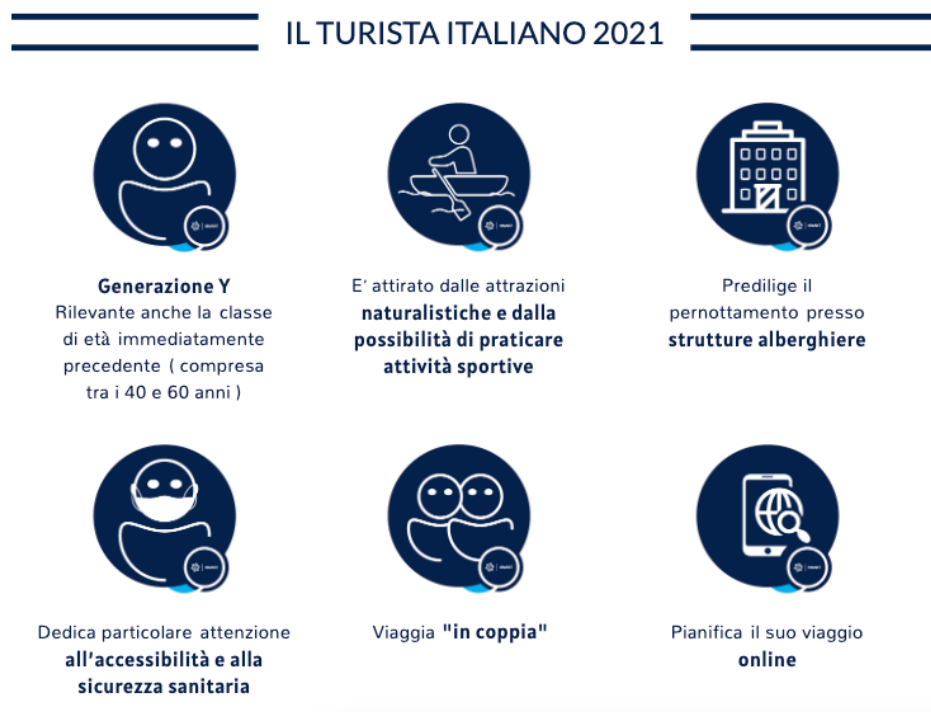 IL TURISTA ITALIANO 2021
Generazione Y
Rilevante anche la classe
di età immediatamente
precedente ( compresa
tra i 40 e 60 anni )
E' attirato dalle attrazioni
naturalistiche e dalla
possibilità di praticare
attività sportive
Predilige il
pernottamento presso
strutture alberghiere
Dedica particolare attenzione
all'accessibilità e alla
sicurezza sanitaria
Viaggia "in coppia"
Pianifica il suo viaggio
online